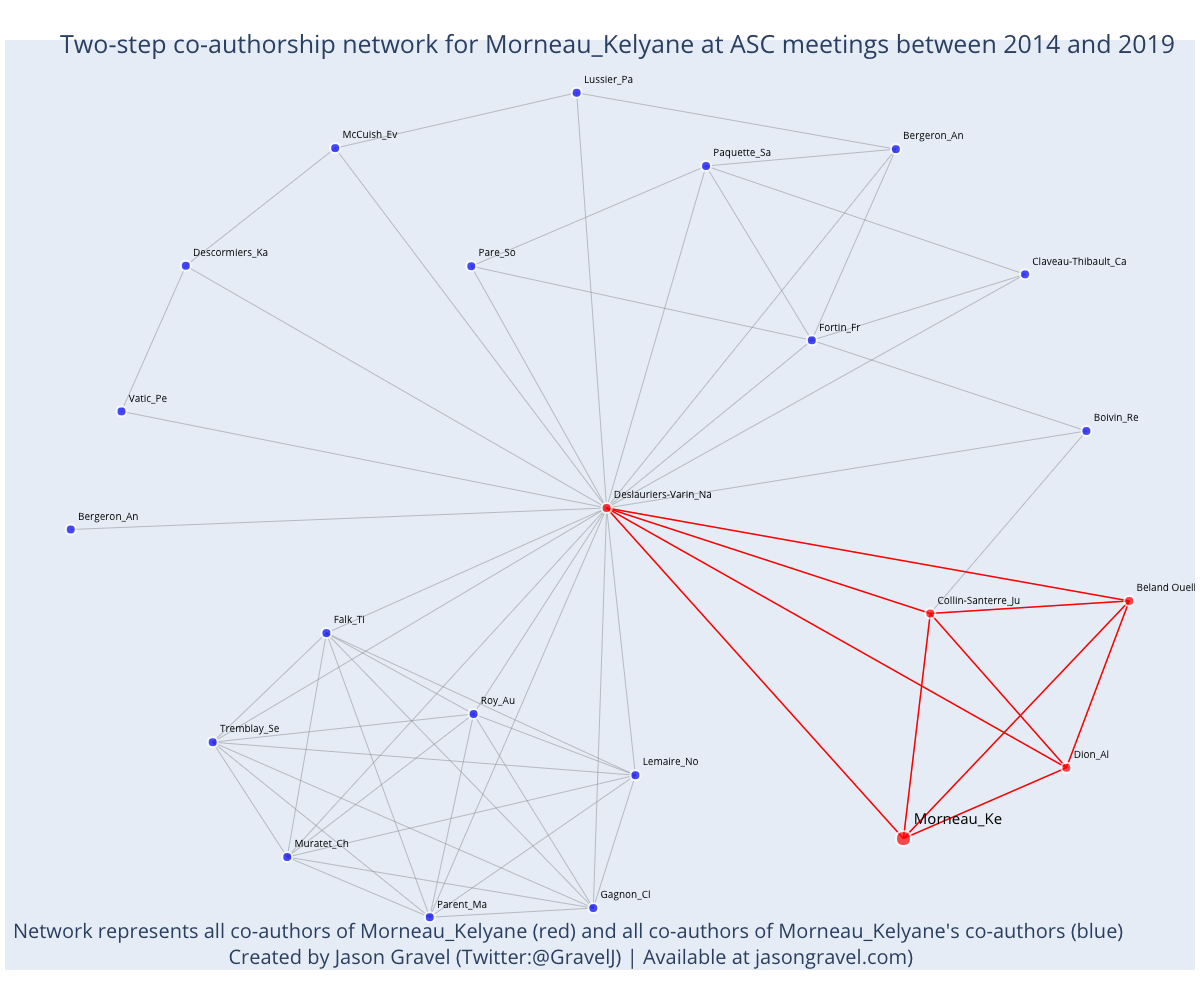 Two-step co-authorship network for Morneau_Kelyane at ASC meetings between 2014 and 2019
Lussier_Pa
McCuish_Ev
Bergeron_An
Paquette_Sa
Descormiers_Ka
Pare_So
Claveau-Thibault_Ca
Fortin_Fr
Vatic_Pe
Boivin_Re
Deslauriers-Varin_Na
Bergeron_An
Beland Ouell
Collin-Santerre_Ju
Falk_Ti
Roy_Au
Tremblay_Se
Dion_Al
Lemaire_No
Morneau_Ke
Muratet_Ch
Gagnon_Cl
Parent_Ma
Network represents all co-authors of Morneau_Kelyane (red) and all co-authors of Morneau_Kelyane's co-authors (blue)
Created by Jason Gravel (Twitter:@GravelJ) | Available at jasongravel.com)